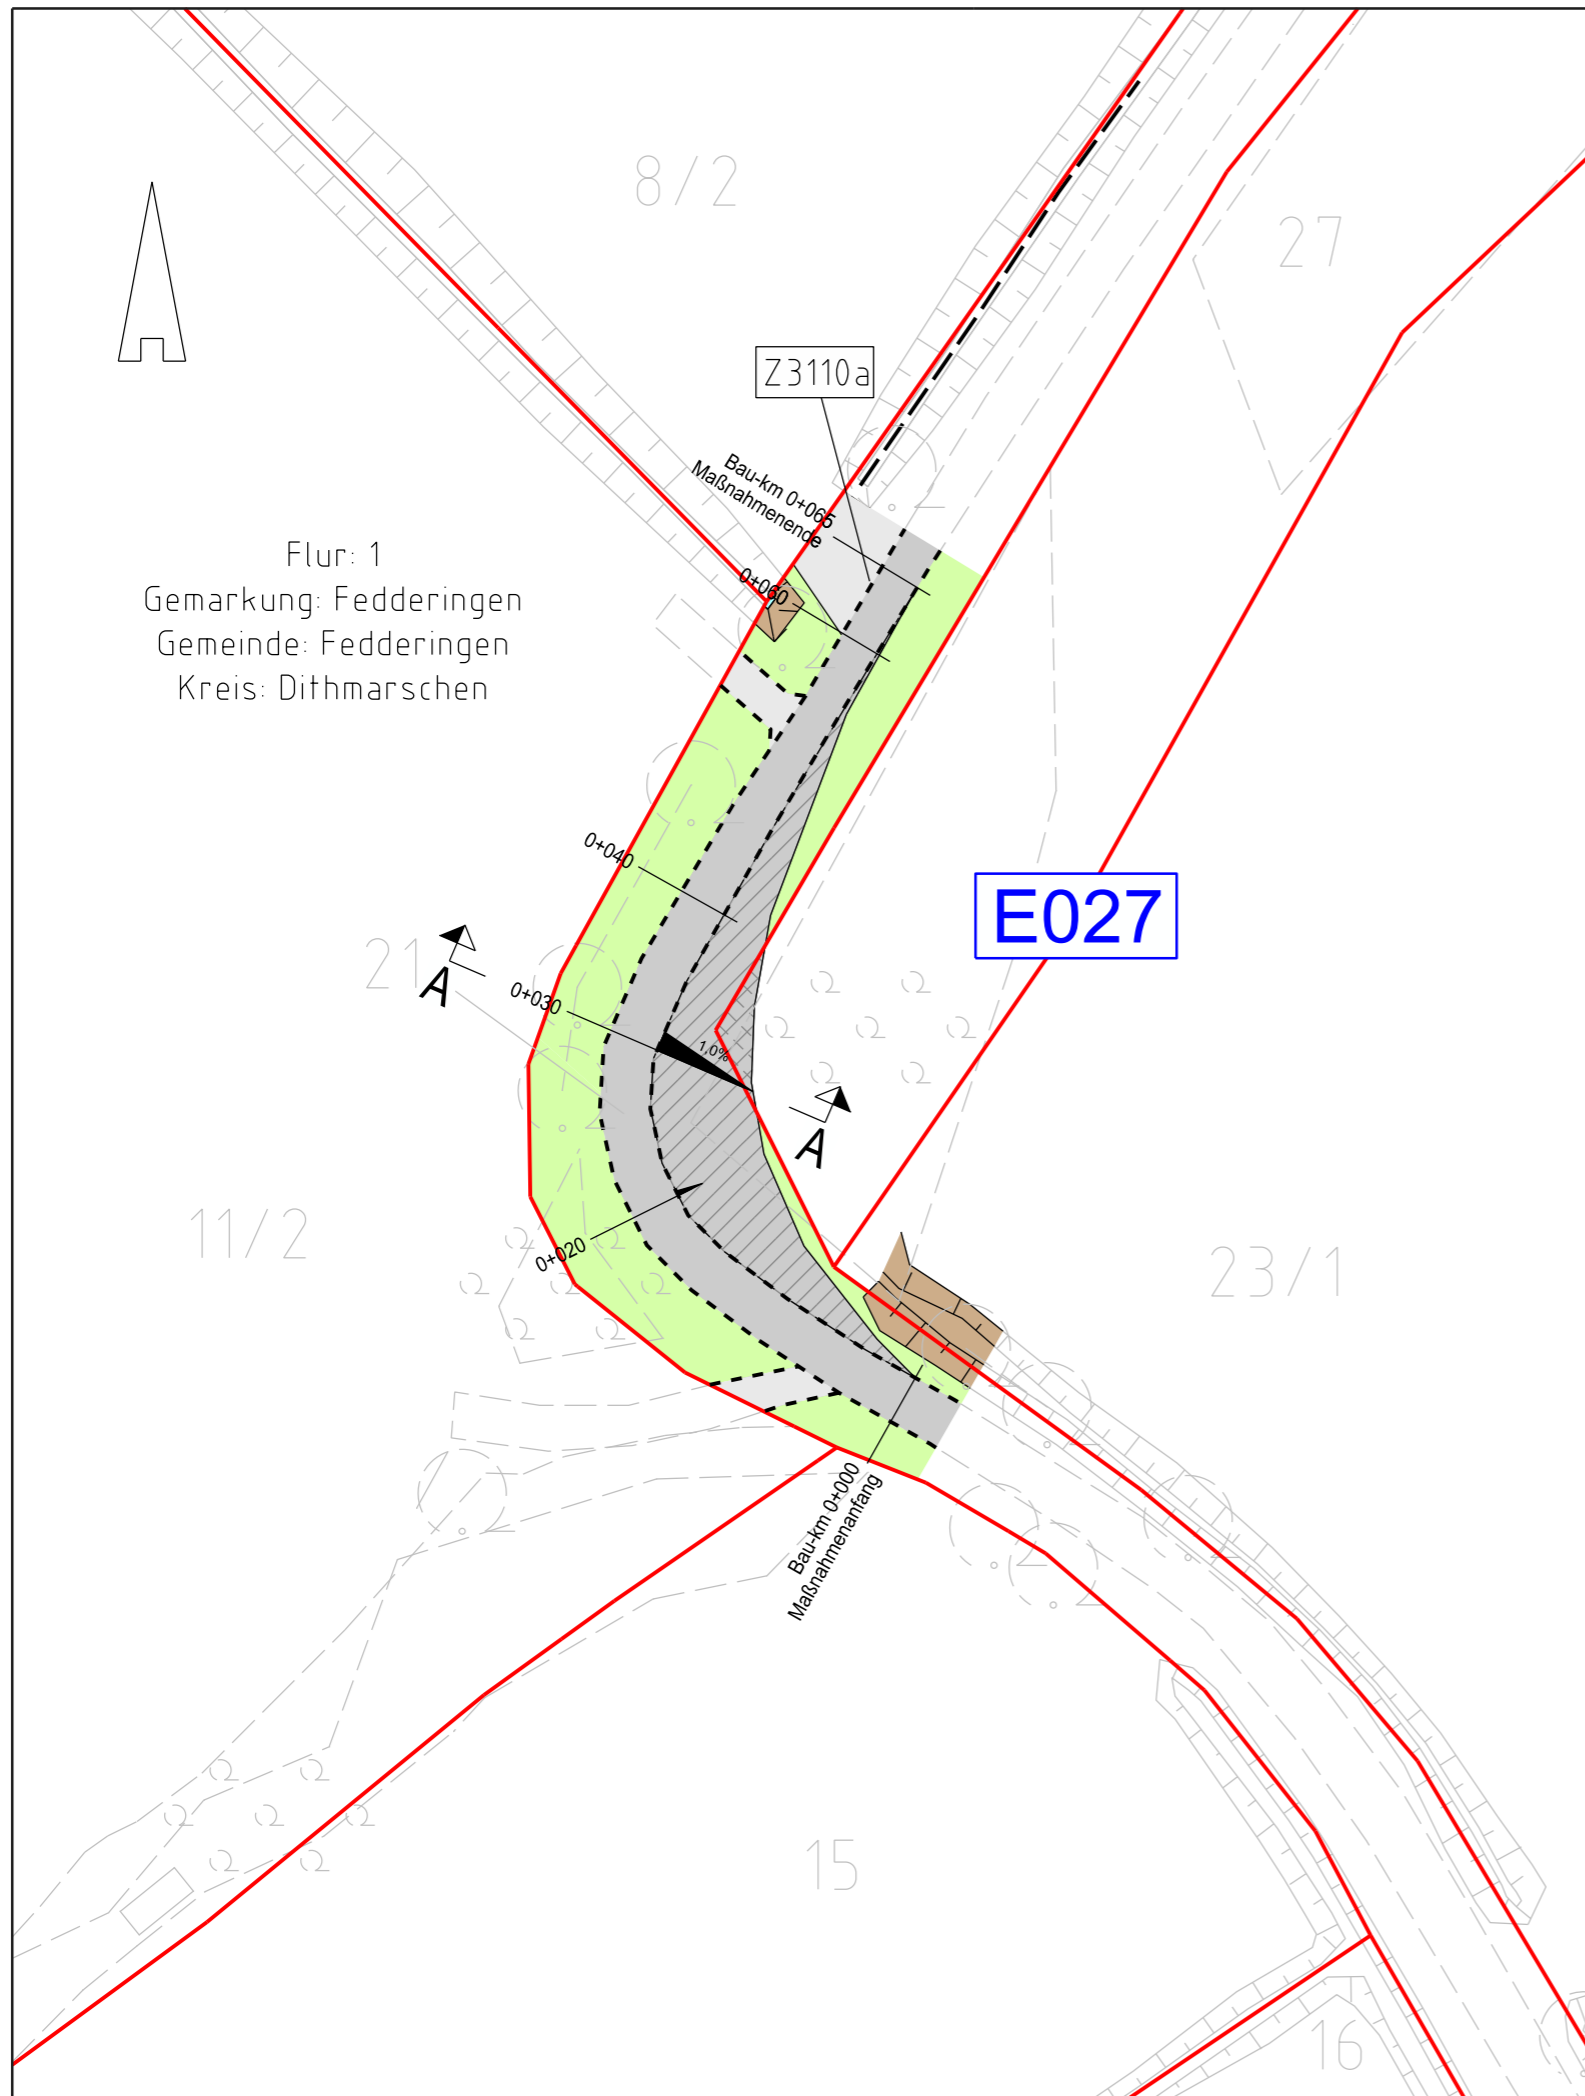 8/2
27
Z3110a
Bau-km 0+065
Maßnahmenende
0+060
Flur: 1
Gemarkung: Fedderingen
Gemeinde: Fedderingen
Kreis: Dithmarschen
0+040
E027
21
A
0+030
1,0%
A
11/2
0+020
23/1
Bau-km 0+000
Maßnahmenanfang
15
16